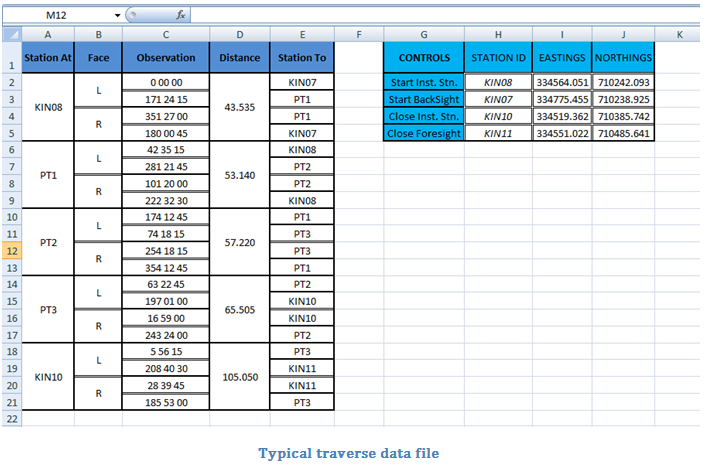 M12 fx
A B C D E F G H I J K
1 Station At Face Observation Distance Station To CONTROLS STATION ID EASTINGS NORTHINGS
2 KIN08 L 0 00 00 43.535 KIN07 Start Inst. Stn. KIN08 334564.051 710242.093
3 171 24 15 PT1 Start BackSight KIN07 334775.455 710238.925
4 R 351 27 00 PT1 Close Inst. Stn. KIN10 334519.362 710385.742
5 180 00 45 KIN07 Close Foresight KIN11 334551.022 710485.641
6 PT1 L 42 35 15 53.140 KIN08
7 281 21 45 PT2
8 R 101 20 00 PT2
9 222 32 30 KIN08
10 PT2 L 174 12 45 57.220 PT1
11 74 18 15 PT3
12 R 254 18 15 PT3
13 354 12 45 PT1
14 PT3 L 63 22 45 65.505 PT2
15 197 01 00 KIN10
16 R 16 59 00 KIN10
17 243 24 00 PT2
18 KIN10 L 5 56 15 105.050 PT3
19 208 40 30 KIN11
20 R 28 39 45 KIN11
21 185 53 00 PT3
22
Typical traverse data file